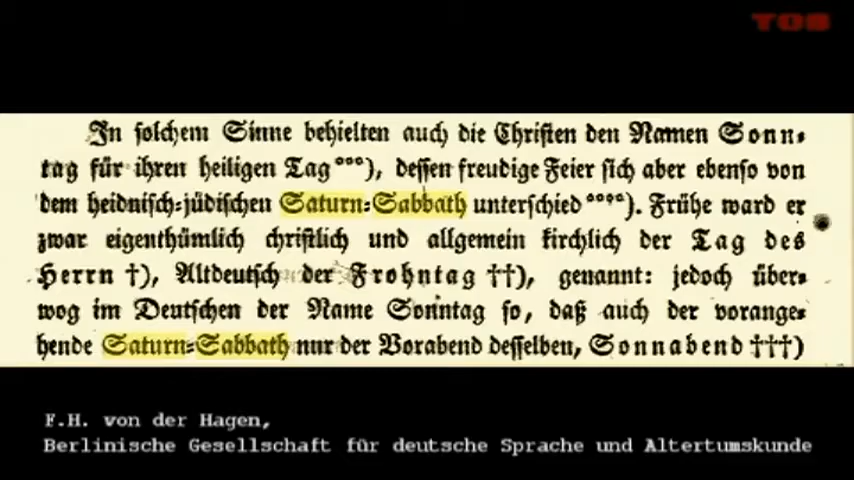 TOS
In solchem Sinne behielten auch die Christen den Namen Sonn=
tag für ihren heiligen Tag °°°), dessen freudige Feier sich aber ebenso von
dem heidnisch=jüdischen Saturn=Sabbath unterschied °°°°). Frühe ward er
zwar eigenthümlich christlich und allgemein kirchlich der Tag des
Herrn †), Altdeutsch der Frohntag ††), genannt: jedoch über=
wog im Deutschen der Name Sonntag so, daß auch der vorange=
hende Saturn=Sabbath nur der Vorabend desselben, Sonnabend †††)
F.H. von der Hagen,
Berlinische Gesellschaft für deutsche Sprache und Altertumskunde